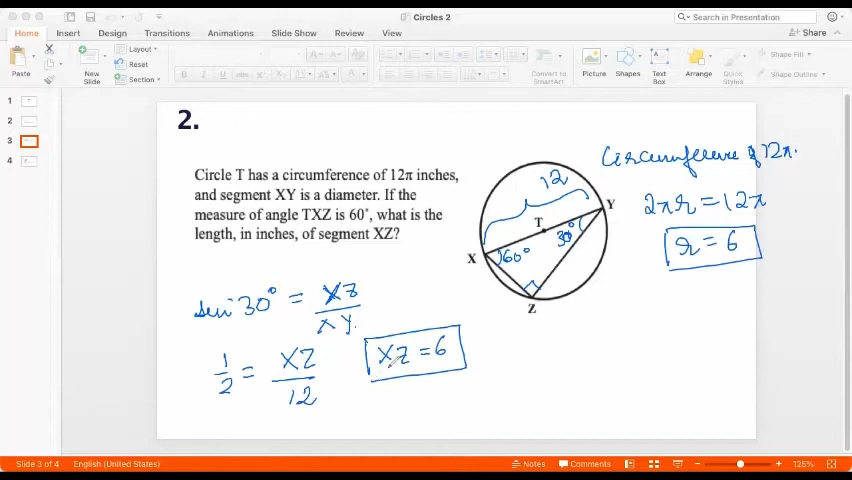 Circles 2
Search in Presentation
Home Insert Design Transitions Animations Slide Show Review View
Share
Paste
New Slide
Layout
Reset
Section
B I U
Convert to SmartArt
Picture
Shapes
Text Box
Arrange
Quick Styles
Shape Fill
Shape Outline
1
2
3
4
2.
Circle T has a circumference of 12π inches,
and segment XY is a diameter. If the
measure of angle TXZ is 60°, what is the
length, in inches, of segment XZ?
12
T
Y
X
Z
60°
30°
Circumference of 12π.
2πr = 12π
r = 6
sin 30° = XZ / XY.
1/2 = XZ / 12
XZ = 6
Slide 3 of 4
English (United States)
Notes
Comments
125%